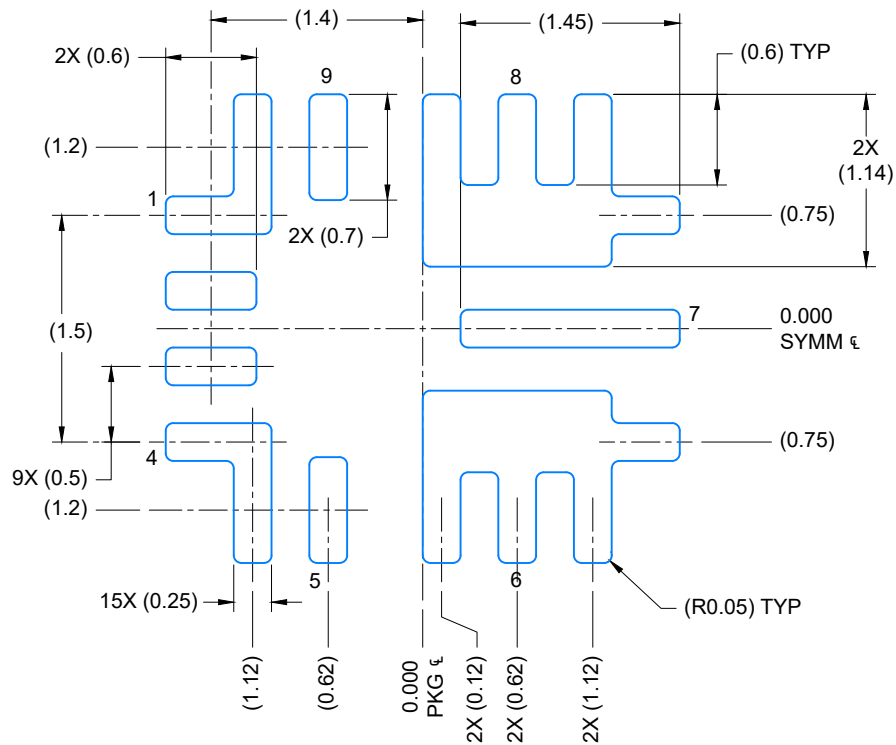 (1.4)
(1.45)
2X (0.6)
(0.6) TYP
9
8
(1.2)
2X
(1.14)
1
(0.75)
2X (0.7)
7
0.000
SYMM ℄
(1.5)
(0.75)
4
9X (0.5)
(1.2)
5
6
15X (0.25)
(R0.05) TYP
(1.12)
(0.62)
0.000
PKG ℄
2X (0.12)
2X (0.62)
2X (1.12)